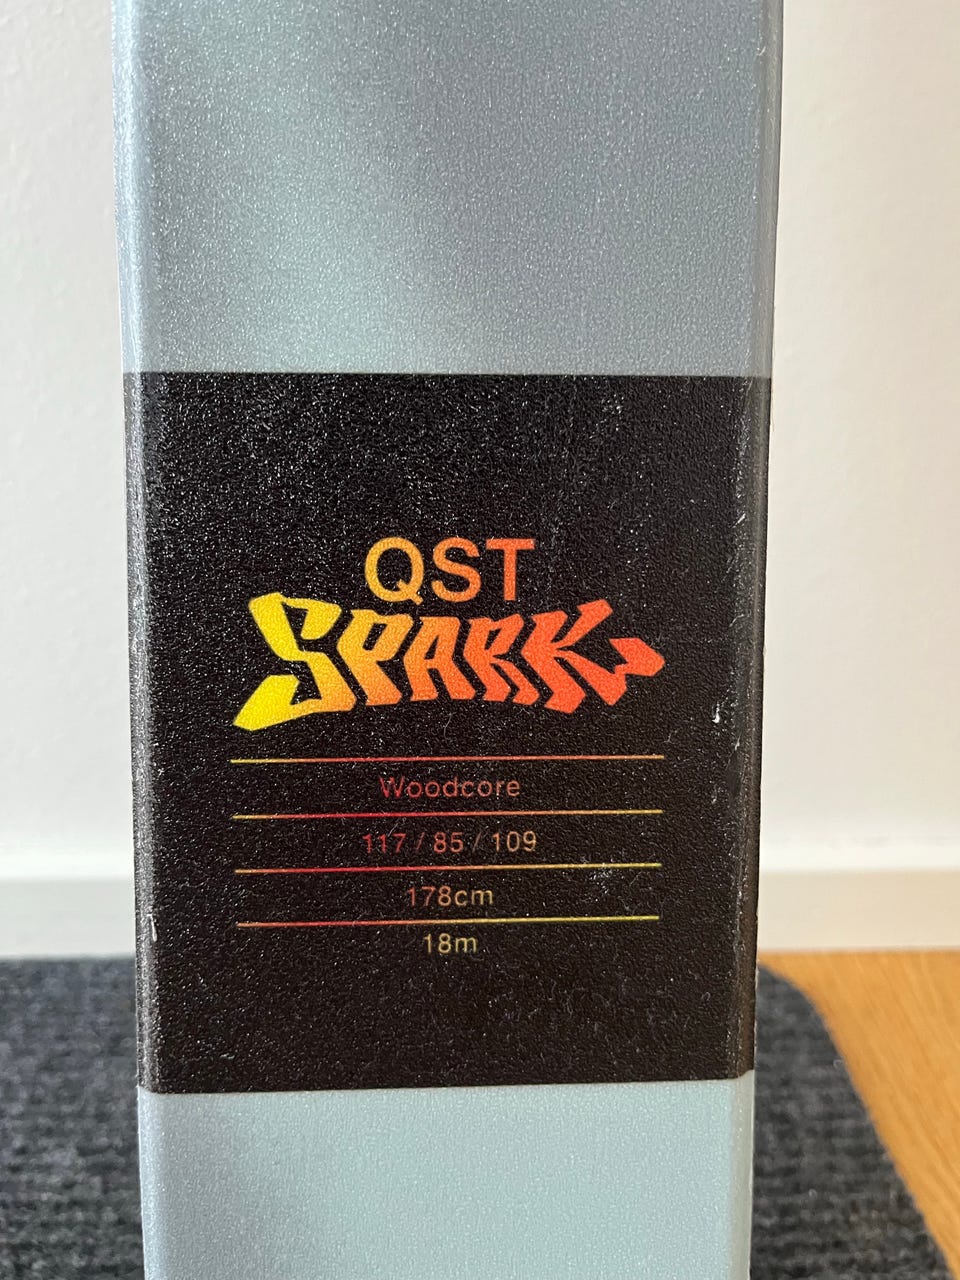 QST
SPARK
Woodcore
117 / 85 / 109
178cm
18m